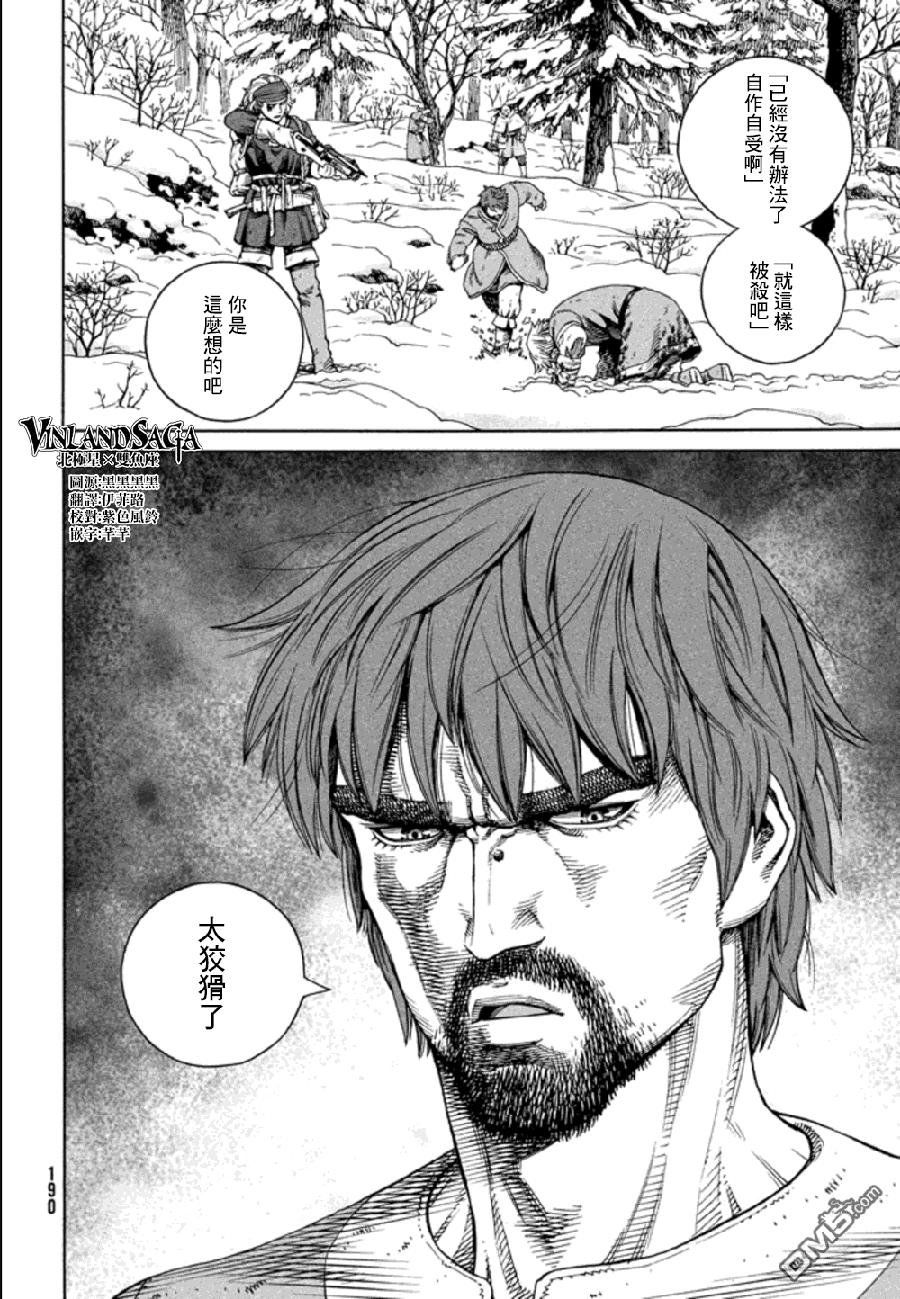 「已經沒有辦法了
自作自受啊」
「就這樣
被殺吧」
你是
這麼想的吧
VINLAND SAGA
北極星×雙魚座
圖源:黑黑黑黑
翻譯:伊菲路
校對:紫色風鈴
嵌字:芊芊
太狡猾了
190
DM5.com